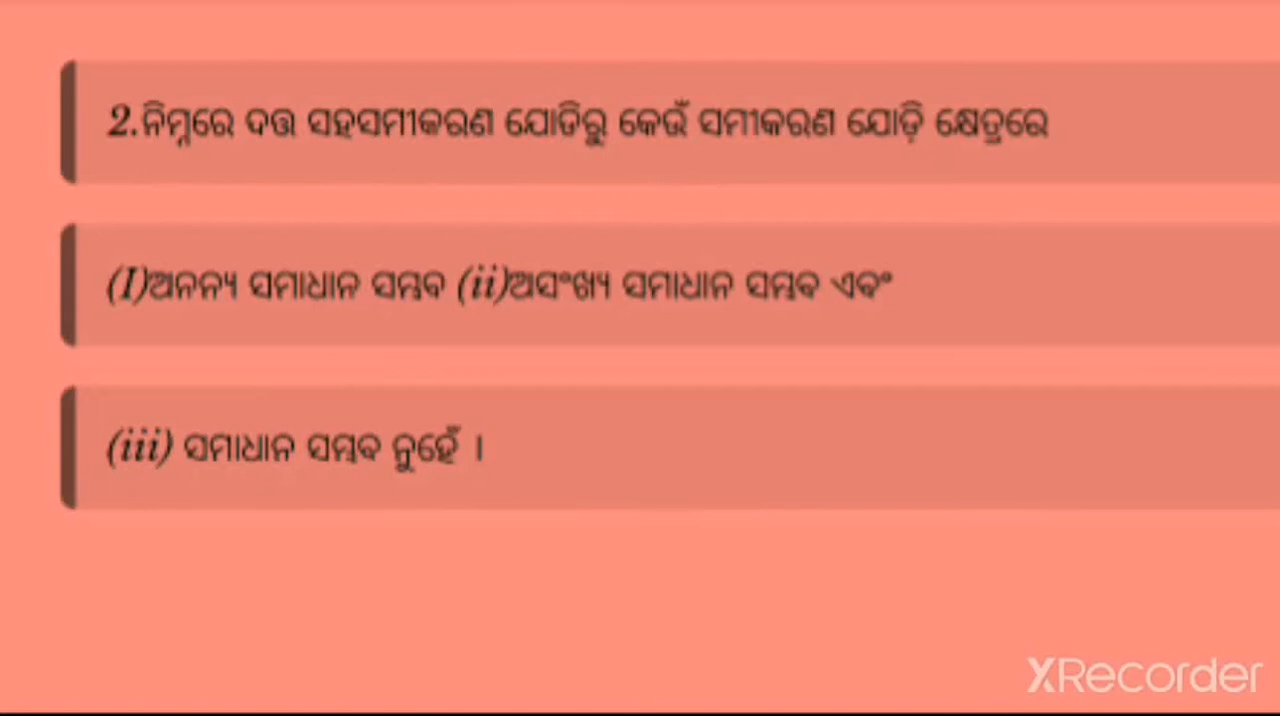 2.ନିମ୍ନରେ ଦତ୍ତ ସହସମୀକରଣ ଯୋଡିରୁ କେଉଁ ସମୀକରଣ ଯୋଡ଼ି କ୍ଷେତ୍ରରେ
(I)ଅନନ୍ୟ ସମାଧାନ ସମ୍ଭବ (ii)ଅସଂଖ୍ୟ ସମାଧାନ ସମ୍ଭବ ଏବଂ
(iii) ସମାଧାନ ସମ୍ଭବ ନୁହେଁ ।
XRecorder